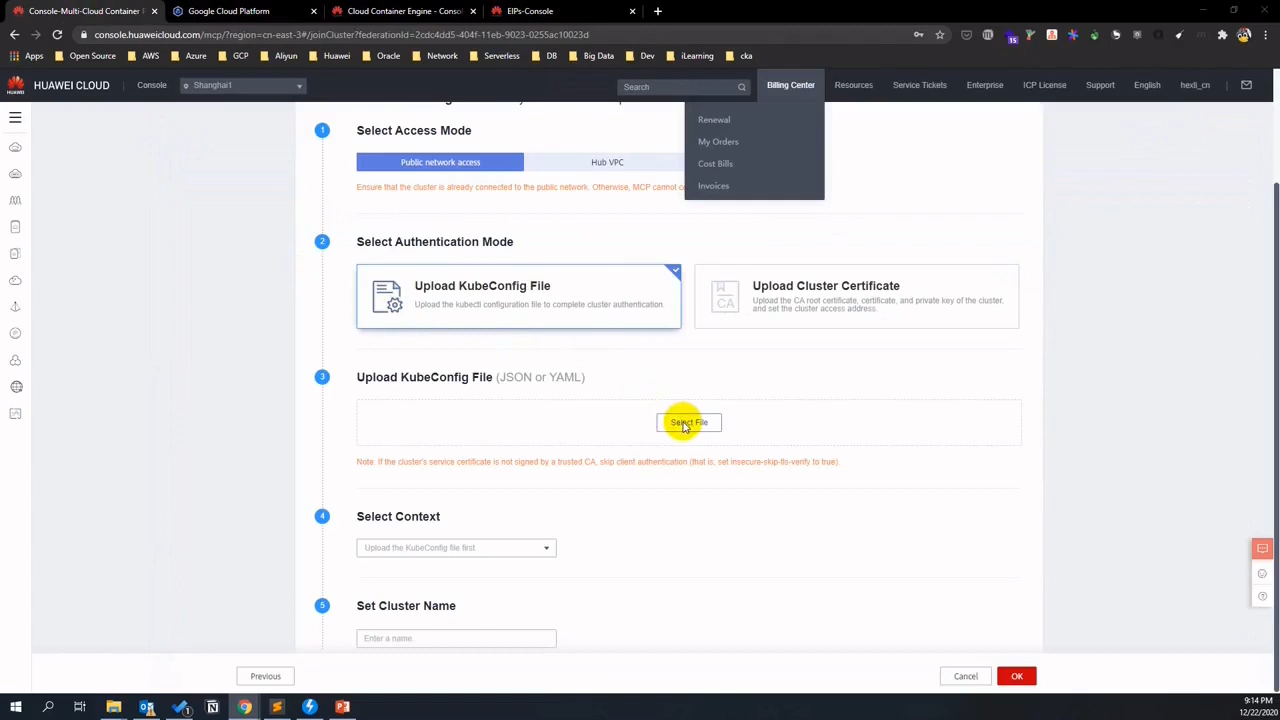 Console-Multi-Cloud Container P
Google Cloud Platform
Huawei Cloud Engine - Consol
Network - Console
EIPs-Console
console.huaweicloud.com/mcp/?region=cn-east-3#/joinCluster?federationId=2cdc4dd5-404f-11eb-9023-0255ac10023d
Apps
Open Source
AWS
Azure
GCP
Aliyun
Huawei
Oracle
Network
Serverless
DB
Big Data
Dev
iLearning
cka
HUAWEI CLOUD
Console
Shanghai1
Search
Billing Center
Resources
Service Tickets
Enterprise
ICP License
Support
English
hexli_cn
Renewal
My Orders
Cost Bills
Invoices
1
Select Access Mode
Public network access
Hub VPC
Ensure that the cluster is already connected to the public network. Otherwise, MCP cannot
2
Select Authentication Mode
Upload KubeConfig File
Upload the kubectl configuration file to complete cluster authentication.
Upload Cluster Certificate
Upload the CA root certificate, certificate, and private key of the cluster,
and set the cluster access address.
CA
3
Upload KubeConfig File (JSON or YAML)
Select File
Note: If the cluster's service certificate is not signed by a trusted CA, skip client authentication (that is, set insecure-skip-tls-verify to true).
4
Select Context
Upload the KubeConfig file first.
5
Set Cluster Name
Enter a name.
Previous
Cancel
OK
9:14 PM
12/22/2020